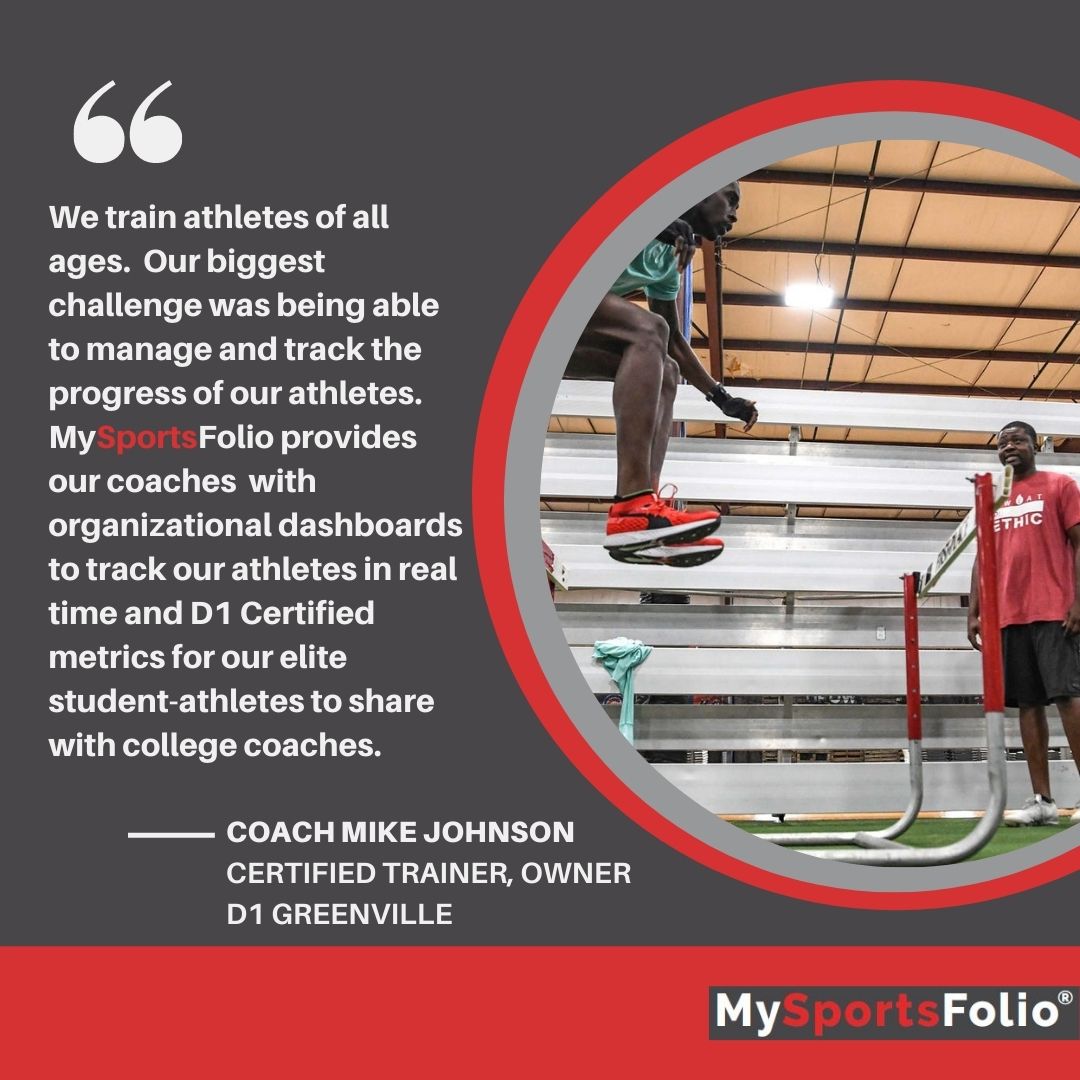 “
We train athletes of all
ages.  Our biggest
challenge was being able
to manage and track the
progress of our athletes.
MySportsFolio provides
our coaches  with
organizational dashboards
to track our athletes in real
time and D1 Certified
metrics for our elite
student-athletes to share
with college coaches.
COACH MIKE JOHNSON
CERTIFIED TRAINER, OWNER
D1 GREENVILLE
ETHIC
MySportsFolio®